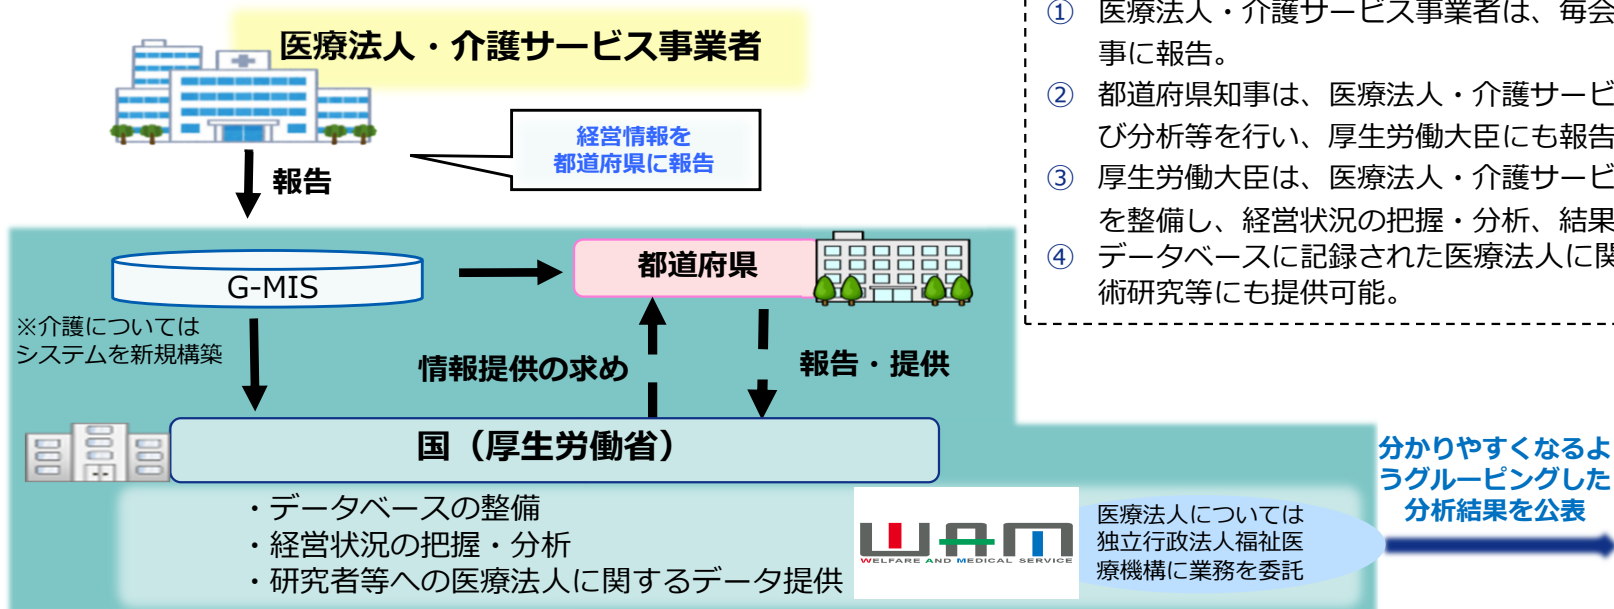 医療法人・介護サービス事業者
経営情報を
都道府県に報告
報告
G-MIS
都道府県
※介護については
システムを新規構築
情報提供の求め
報告・提供
国（厚生労働省）
・データベースの整備
・経営状況の把握・分析
・研究者等への医療法人に関するデータ提供
WAM
WELFARE AND MEDICAL SERVICE
医療法人については
独立行政法人福祉医
療機構に業務を委託
分かりやすくなるよ
うグルーピングした
分析結果を公表
① 医療法人・介護サービス事業者は、毎会
事に報告。
② 都道府県知事は、医療法人・介護サービ
び分析等を行い、厚生労働大臣にも報告
③ 厚生労働大臣は、医療法人・介護サービ
を整備し、経営状況の把握・分析、結果
④ データベースに記録された医療法人に関
術研究等にも提供可能。